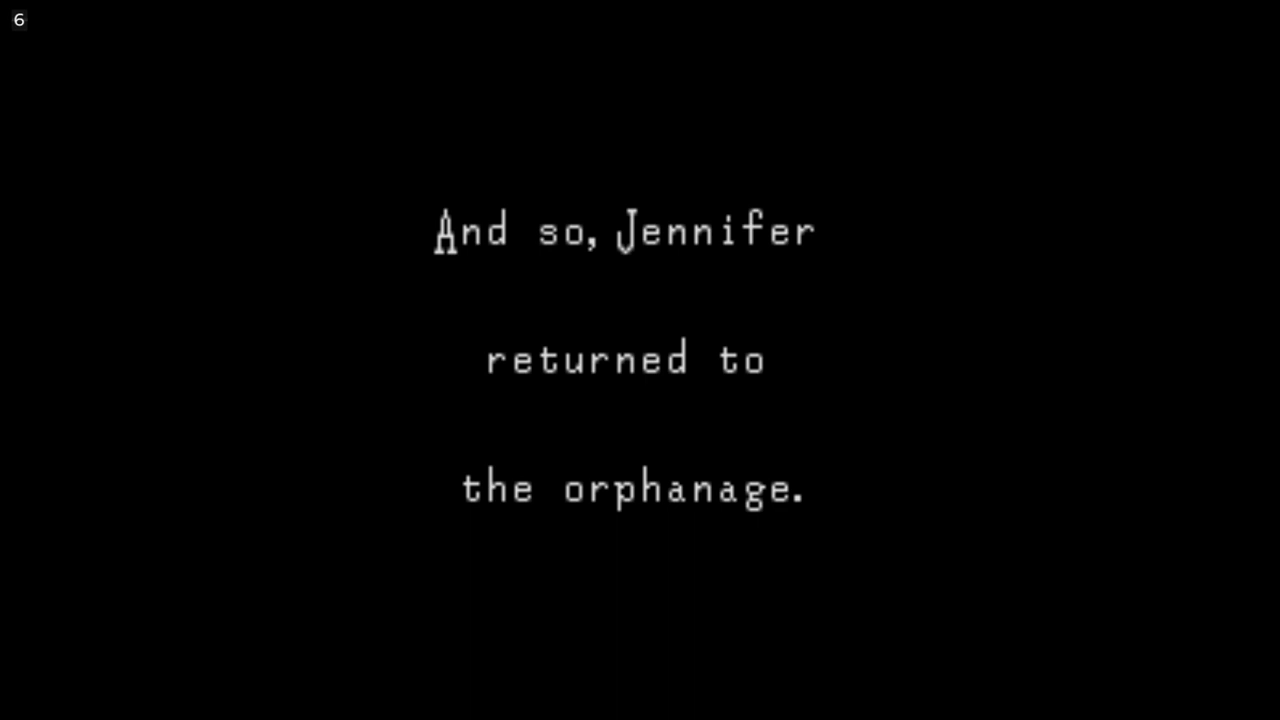 6
And so, Jennifer
returned to
the orphanage.